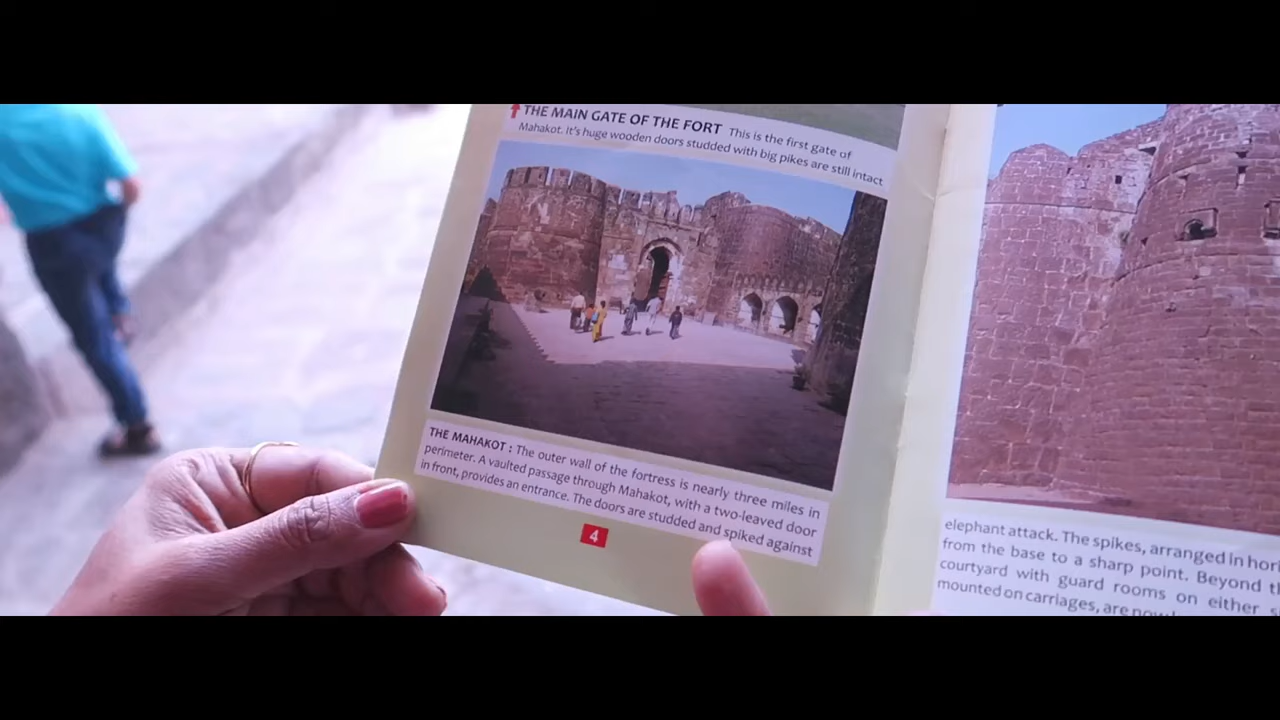 THE MAIN GATE OF THE FORT This is the first gate of
Mahakot. It's huge wooden doors studded with big pikes are still intact
THE MAHAKOT : The outer wall of the fortress is nearly three miles in
perimeter. A vaulted passage through Mahakot, with a two-leaved door
in front, provides an entrance. The doors are studded and spiked against
4
elephant attack. The spikes, arranged in hori
from the base to a sharp point. Beyond th
courtyard with guard rooms on either s
mounted on carriages, are now